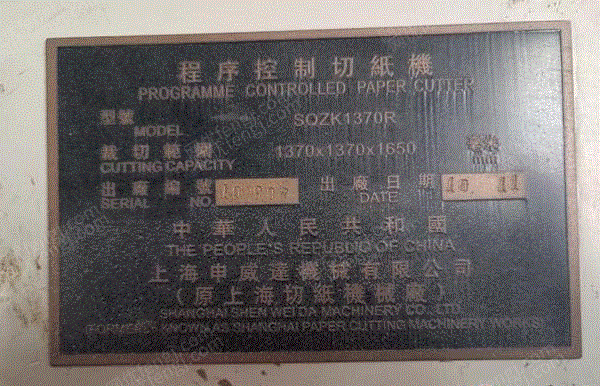 程序控制切紙機
PROGRAMME CONTROLLED PAPER CUTTER
型號
MODEL SQZK1370R
裁切範圍
CUTTING CAPACITY 1370x1370x1650
出廠編號 出廠日期
SERIAL NO. DATE 10 11
中華人民共和國
THE PEOPLE'S REPUBLIC OF CHINA
上海申威達機械有限公司
(原上海切紙機械廠)
SHANGHAI SHEN WEI DA MACHINERY CO., LTD.
(FORMERLY KNOWN AS SHANGHAI PAPER CUTTING MACHINERY WORKS)